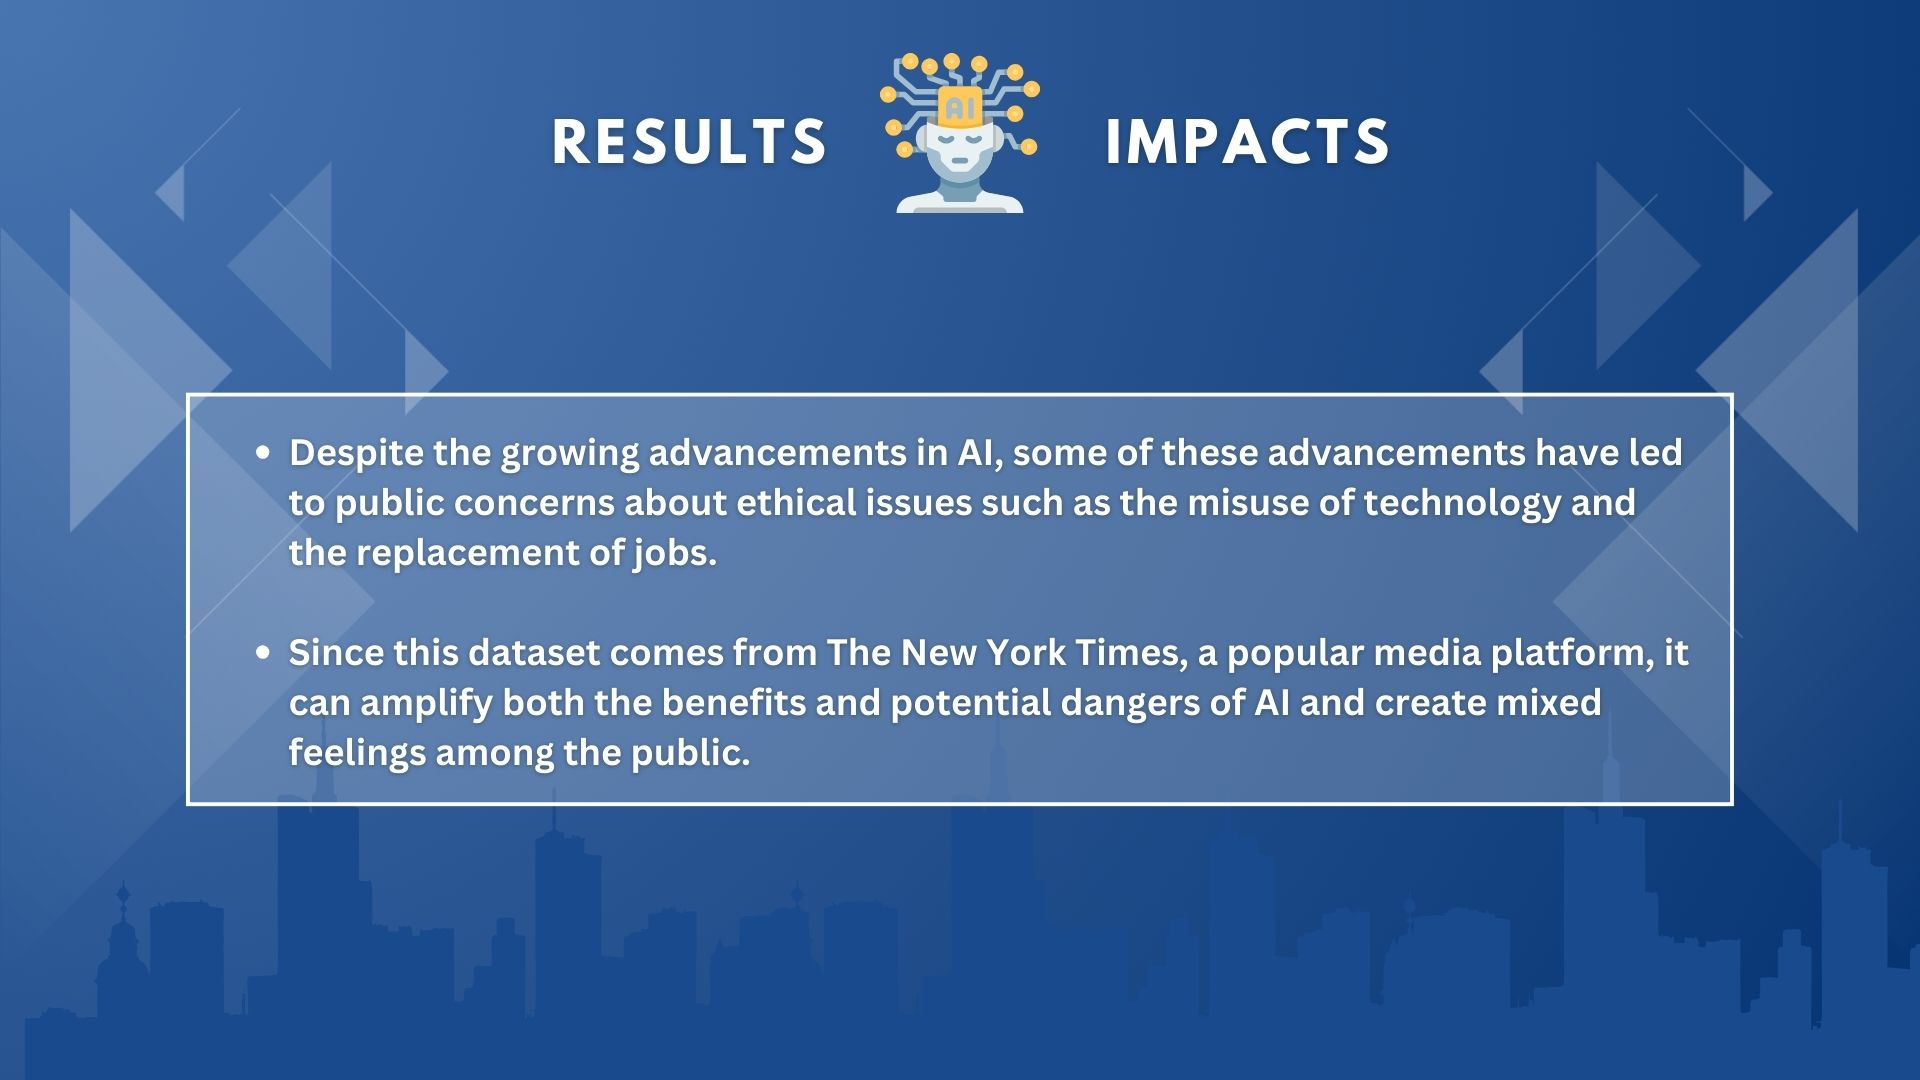 RESULTS AI IMPACTS
• Despite the growing advancements in AI, some of these advancements have led
to public concerns about ethical issues such as the misuse of technology and
the replacement of jobs.
• Since this dataset comes from The New York Times, a popular media platform, it
can amplify both the benefits and potential dangers of AI and create mixed
feelings among the public.